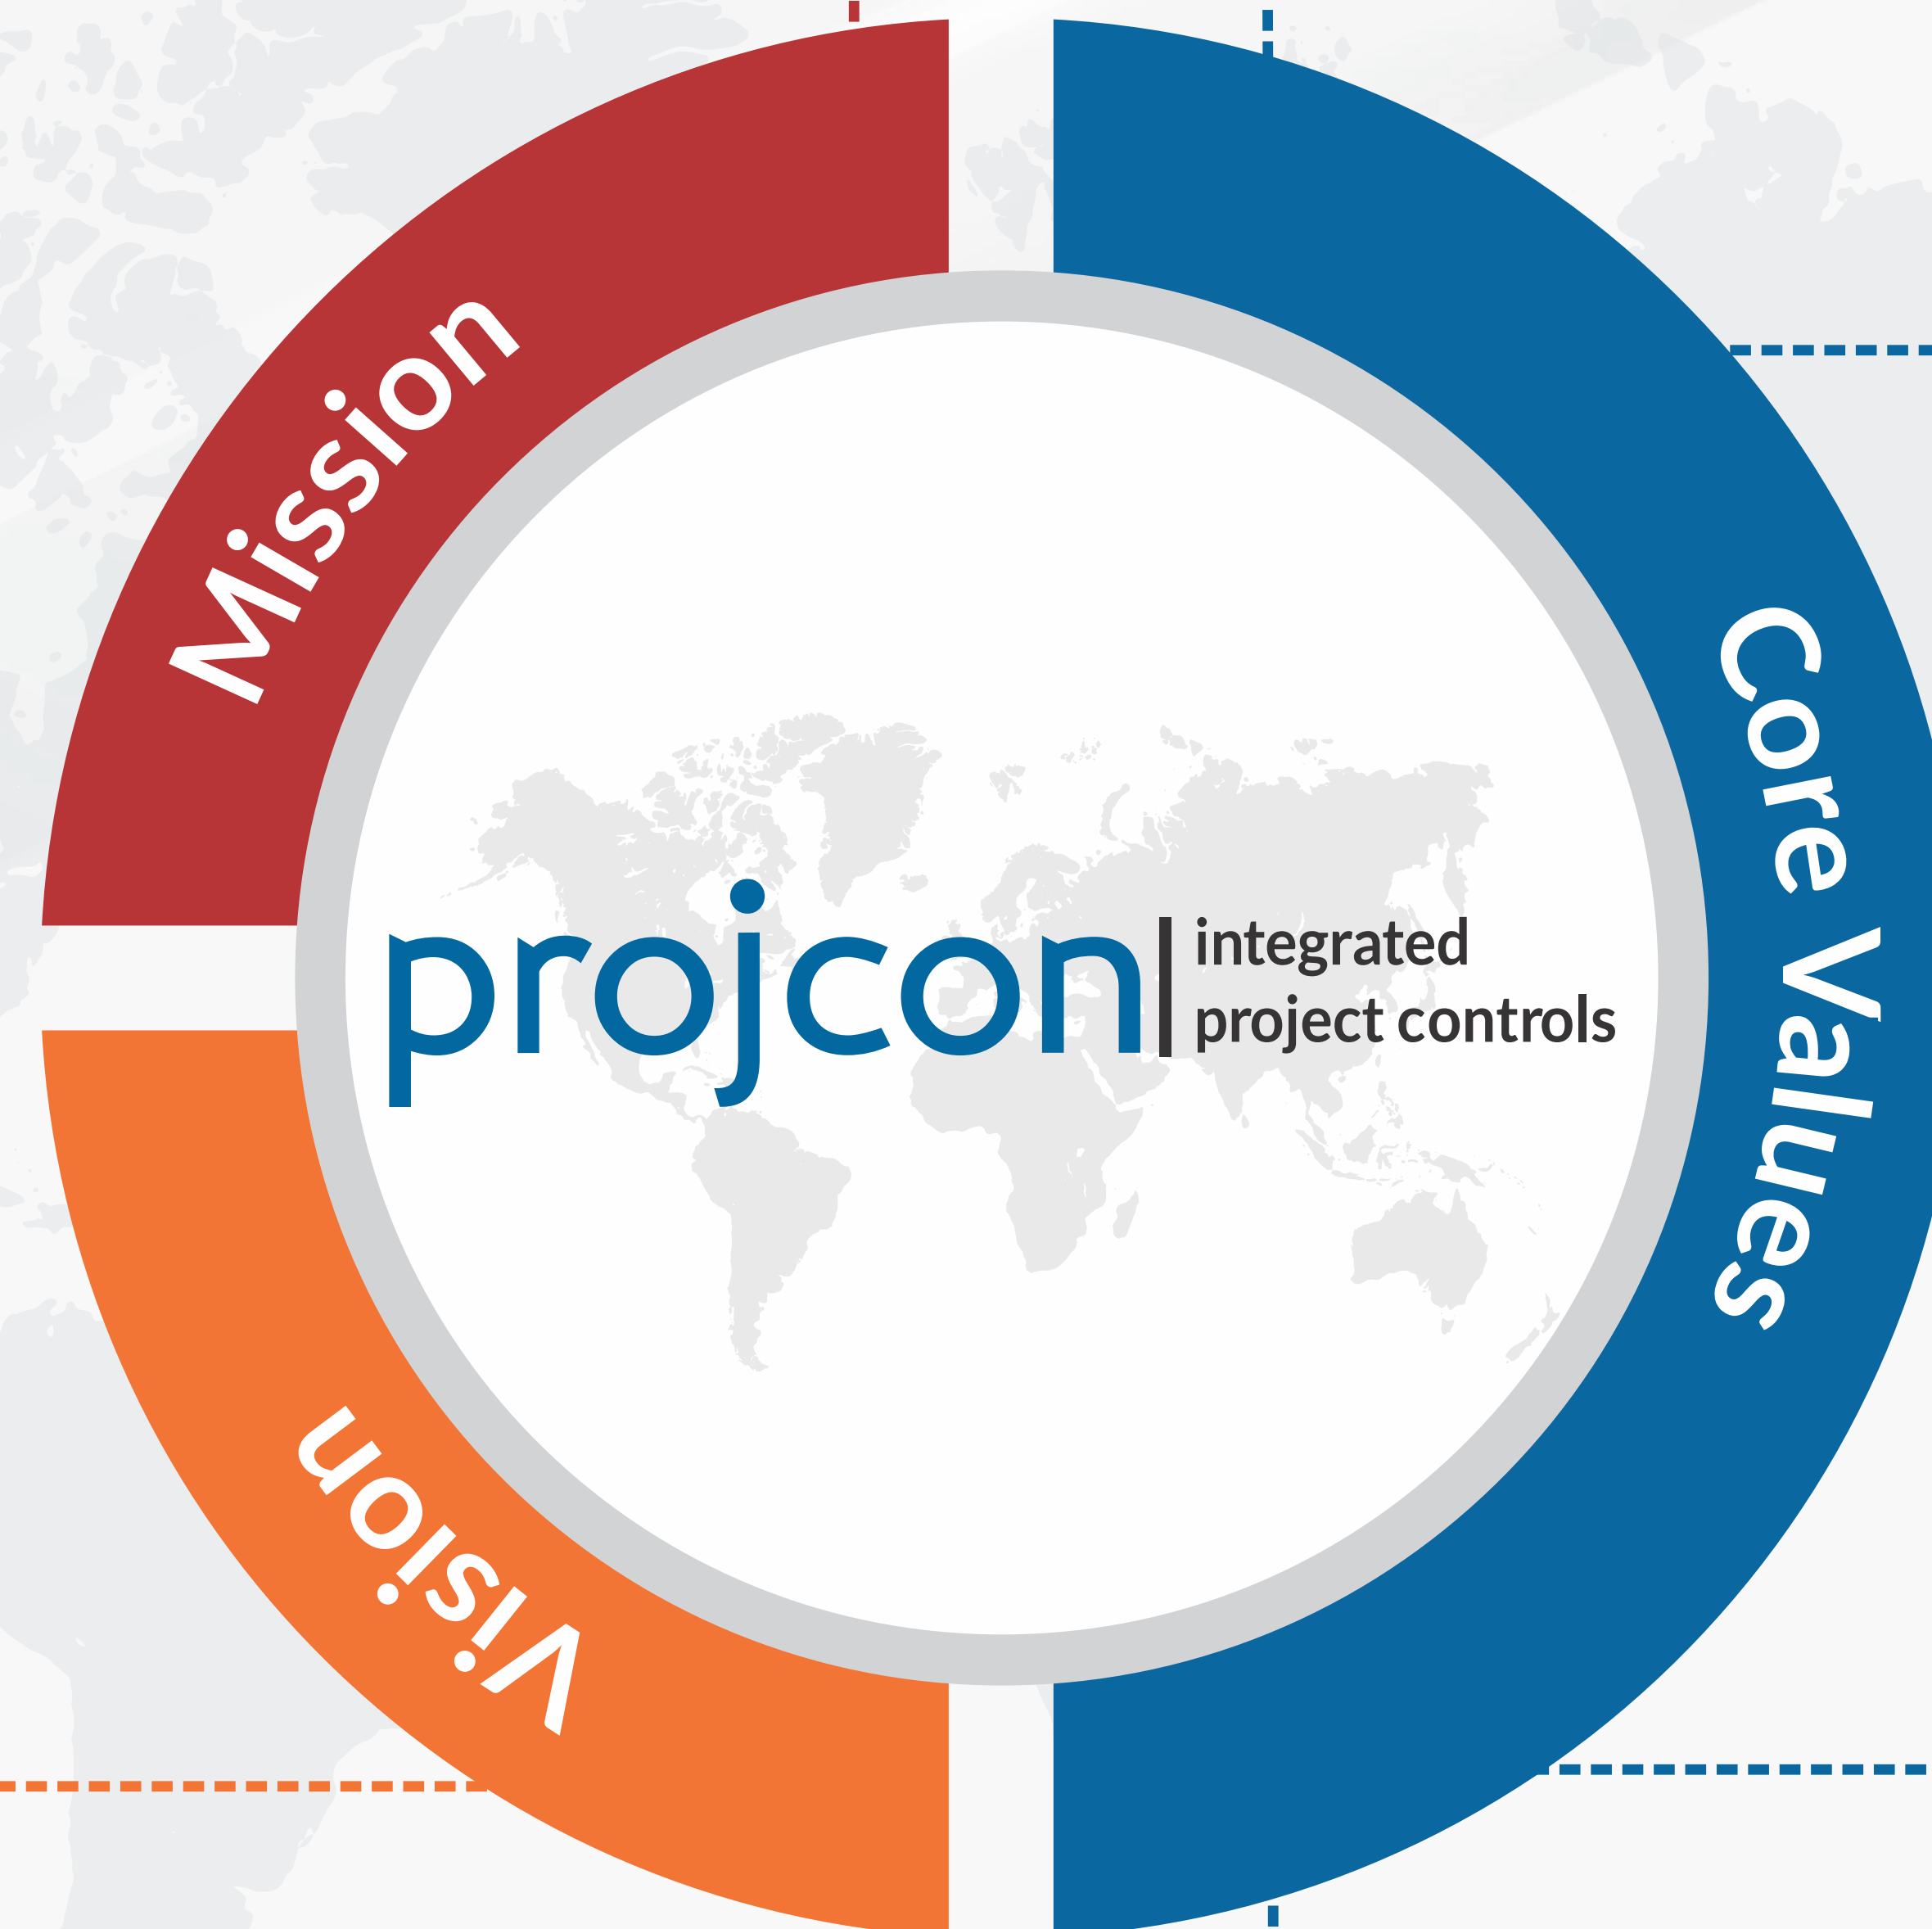 Mission
Core Values
projcon
integrated
project controls
Vision